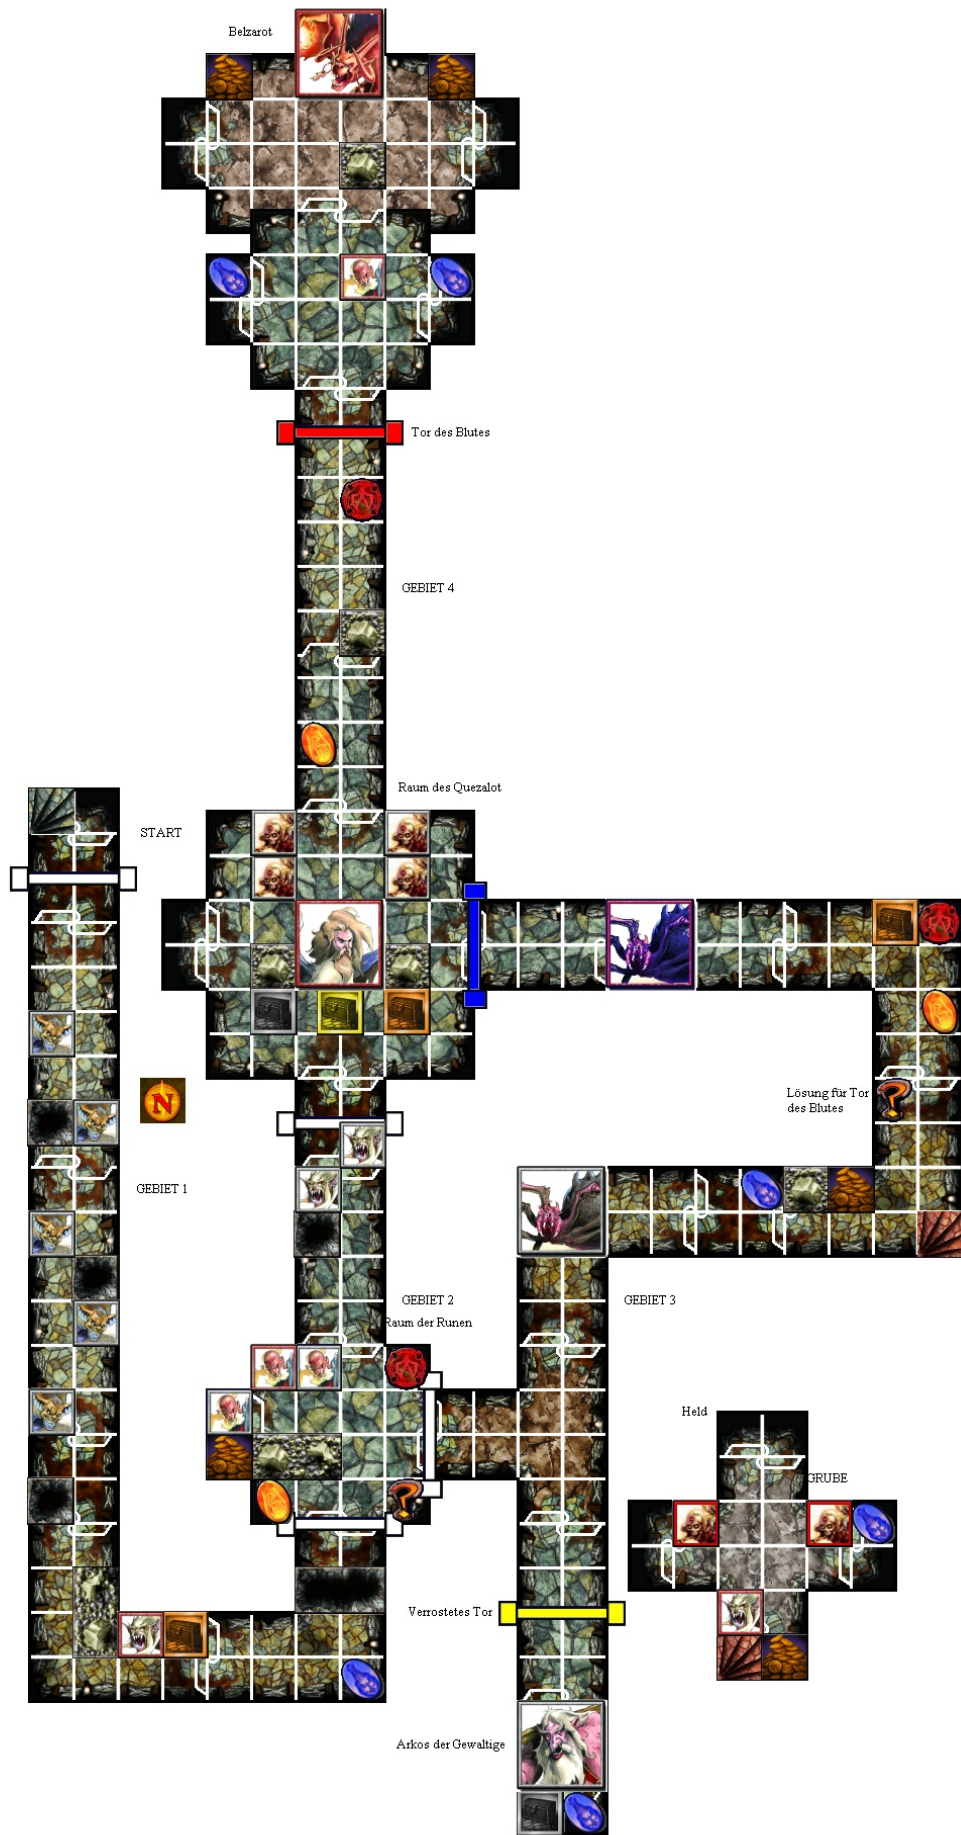 Belzarot
Tor des Blutes
GEBIET 4
Raum des Quezalot
START
Lösung für Tor
des Blutes
N
GEBIET 1
GEBIET 2
GEBIET 3
Raum der Runen
Held
GRUBE
Verrostetes Tor
Arkos der Gewaltige